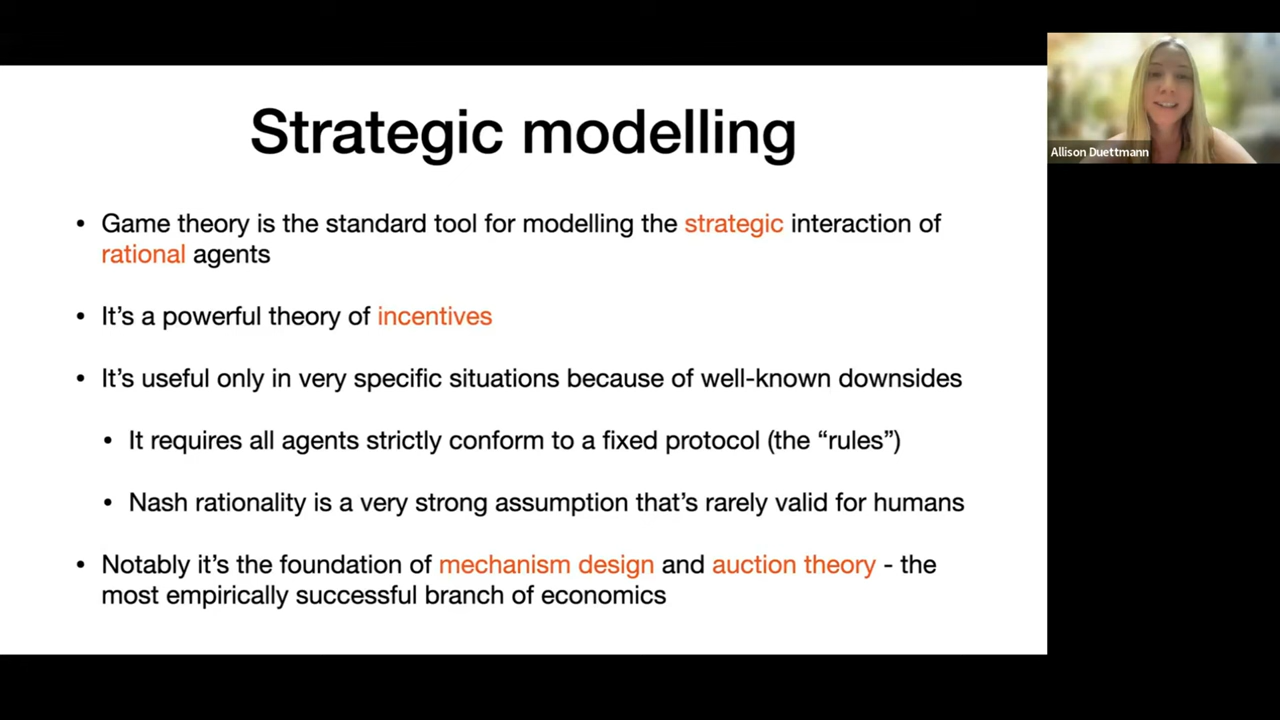 Strategic modelling
Allison Duettmann
• Game theory is the standard tool for modelling the strategic interaction of
rational agents
• It’s a powerful theory of incentives
• It’s useful only in very specific situations because of well-known downsides
• It requires all agents strictly conform to a fixed protocol (the “rules”)
• Nash rationality is a very strong assumption that’s rarely valid for humans
• Notably it’s the foundation of mechanism design and auction theory - the
most empirically successful branch of economics